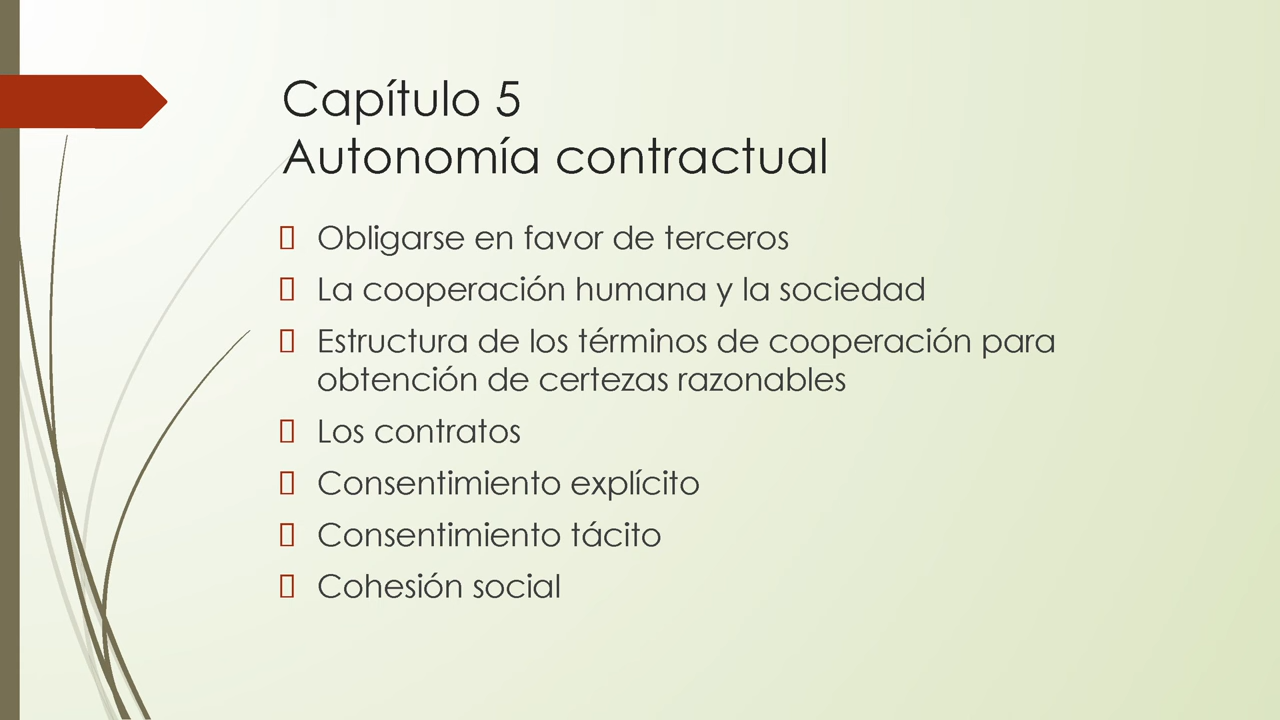 Capítulo 5
Autonomía contractual
Obligarse en favor de terceros
La cooperación humana y la sociedad
Estructura de los términos de cooperación para
obtención de certezas razonables
Los contratos
Consentimiento explícito
Consentimiento tácito
Cohesión social